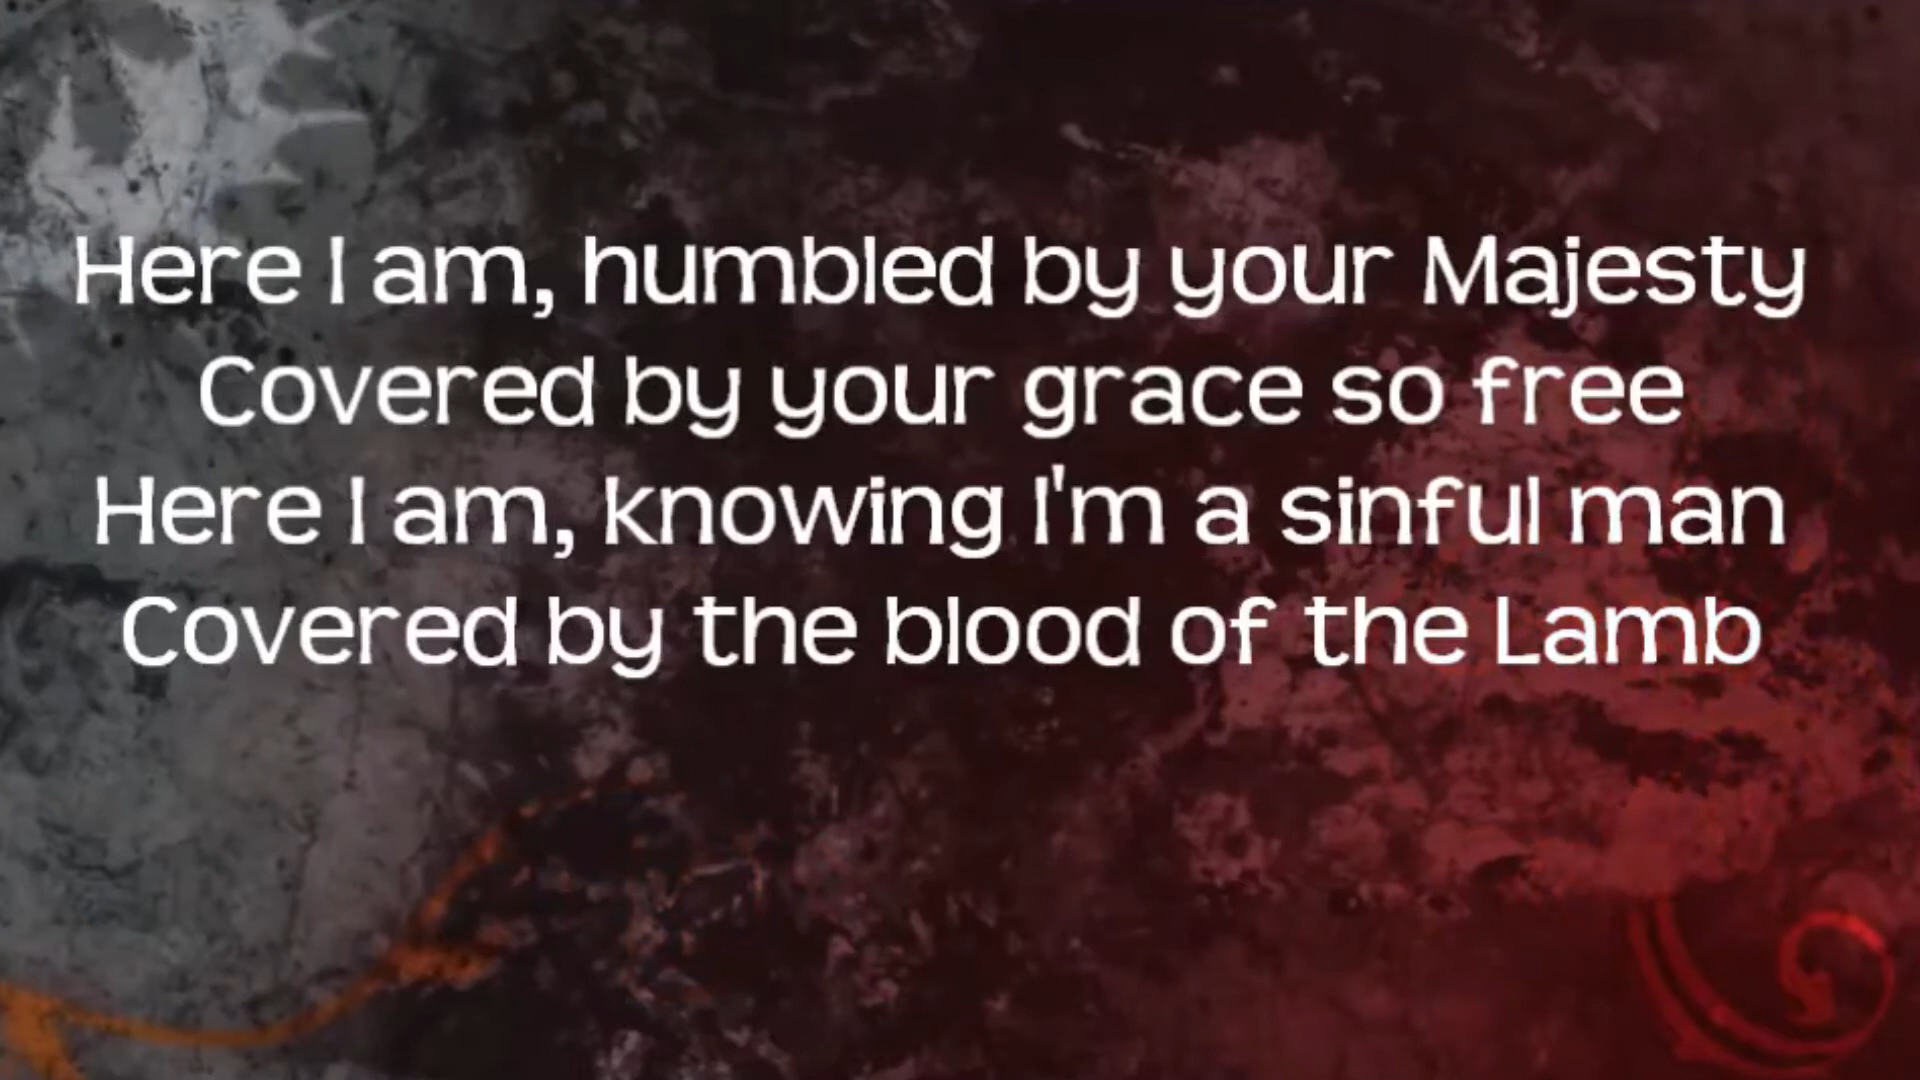 Here I am, humbled by your Majesty
Covered by your grace so free
Here I am, knowing I'm a sinful man
Covered by the blood of the Lamb